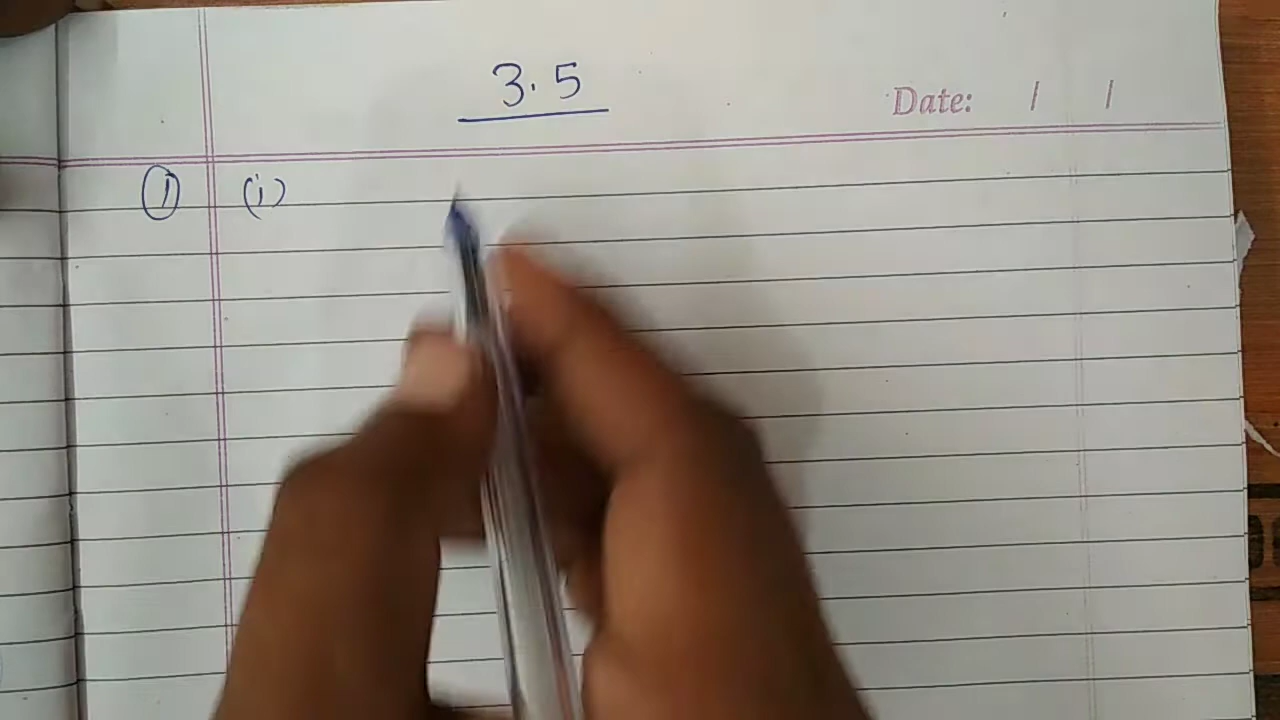 3.5
Date: / /
① (i)